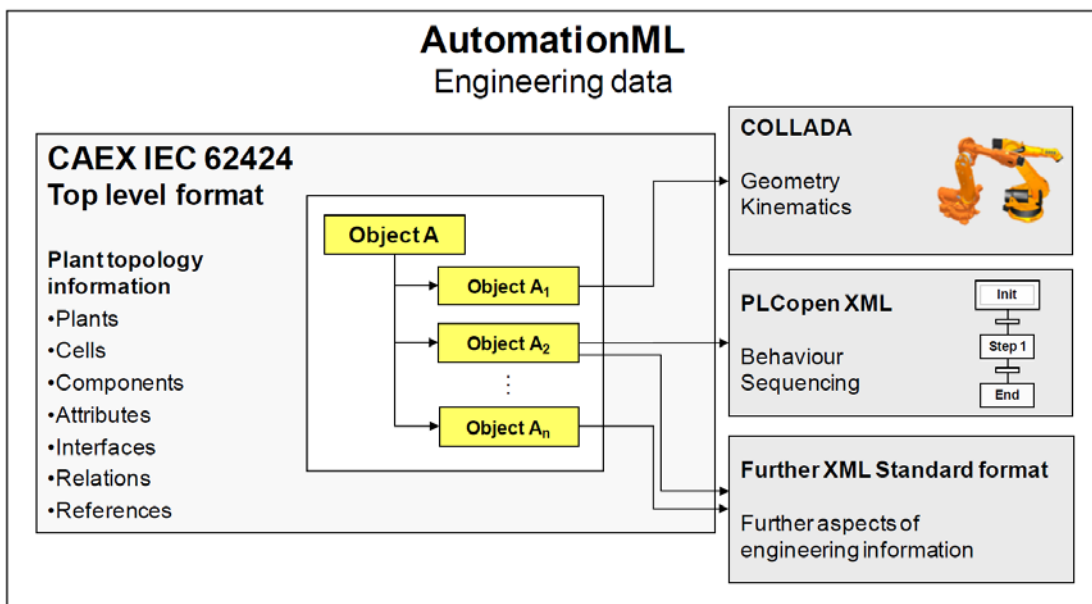 AutomationML
Engineering data
CAEX IEC 62424
Top level format
Plant topology
information
•Plants
•Cells
•Components
•Attributes
•Interfaces
•Relations
•References
Object A
Object A₁
Object A₂
⋮
Object Aₙ
COLLADA
Geometry
Kinematics
PLCopen XML
Behaviour
Sequencing
Init
Step 1
End
Further XML Standard format
Further aspects of
engineering information